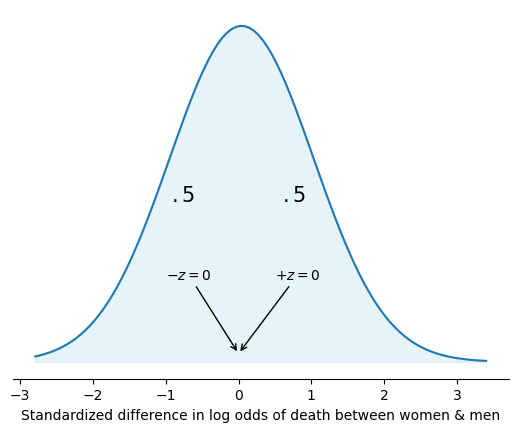 .5 .5
−z = 0 +z = 0
−3 −2 −1 0 1 2 3
Standardized difference in log odds of death between women & men